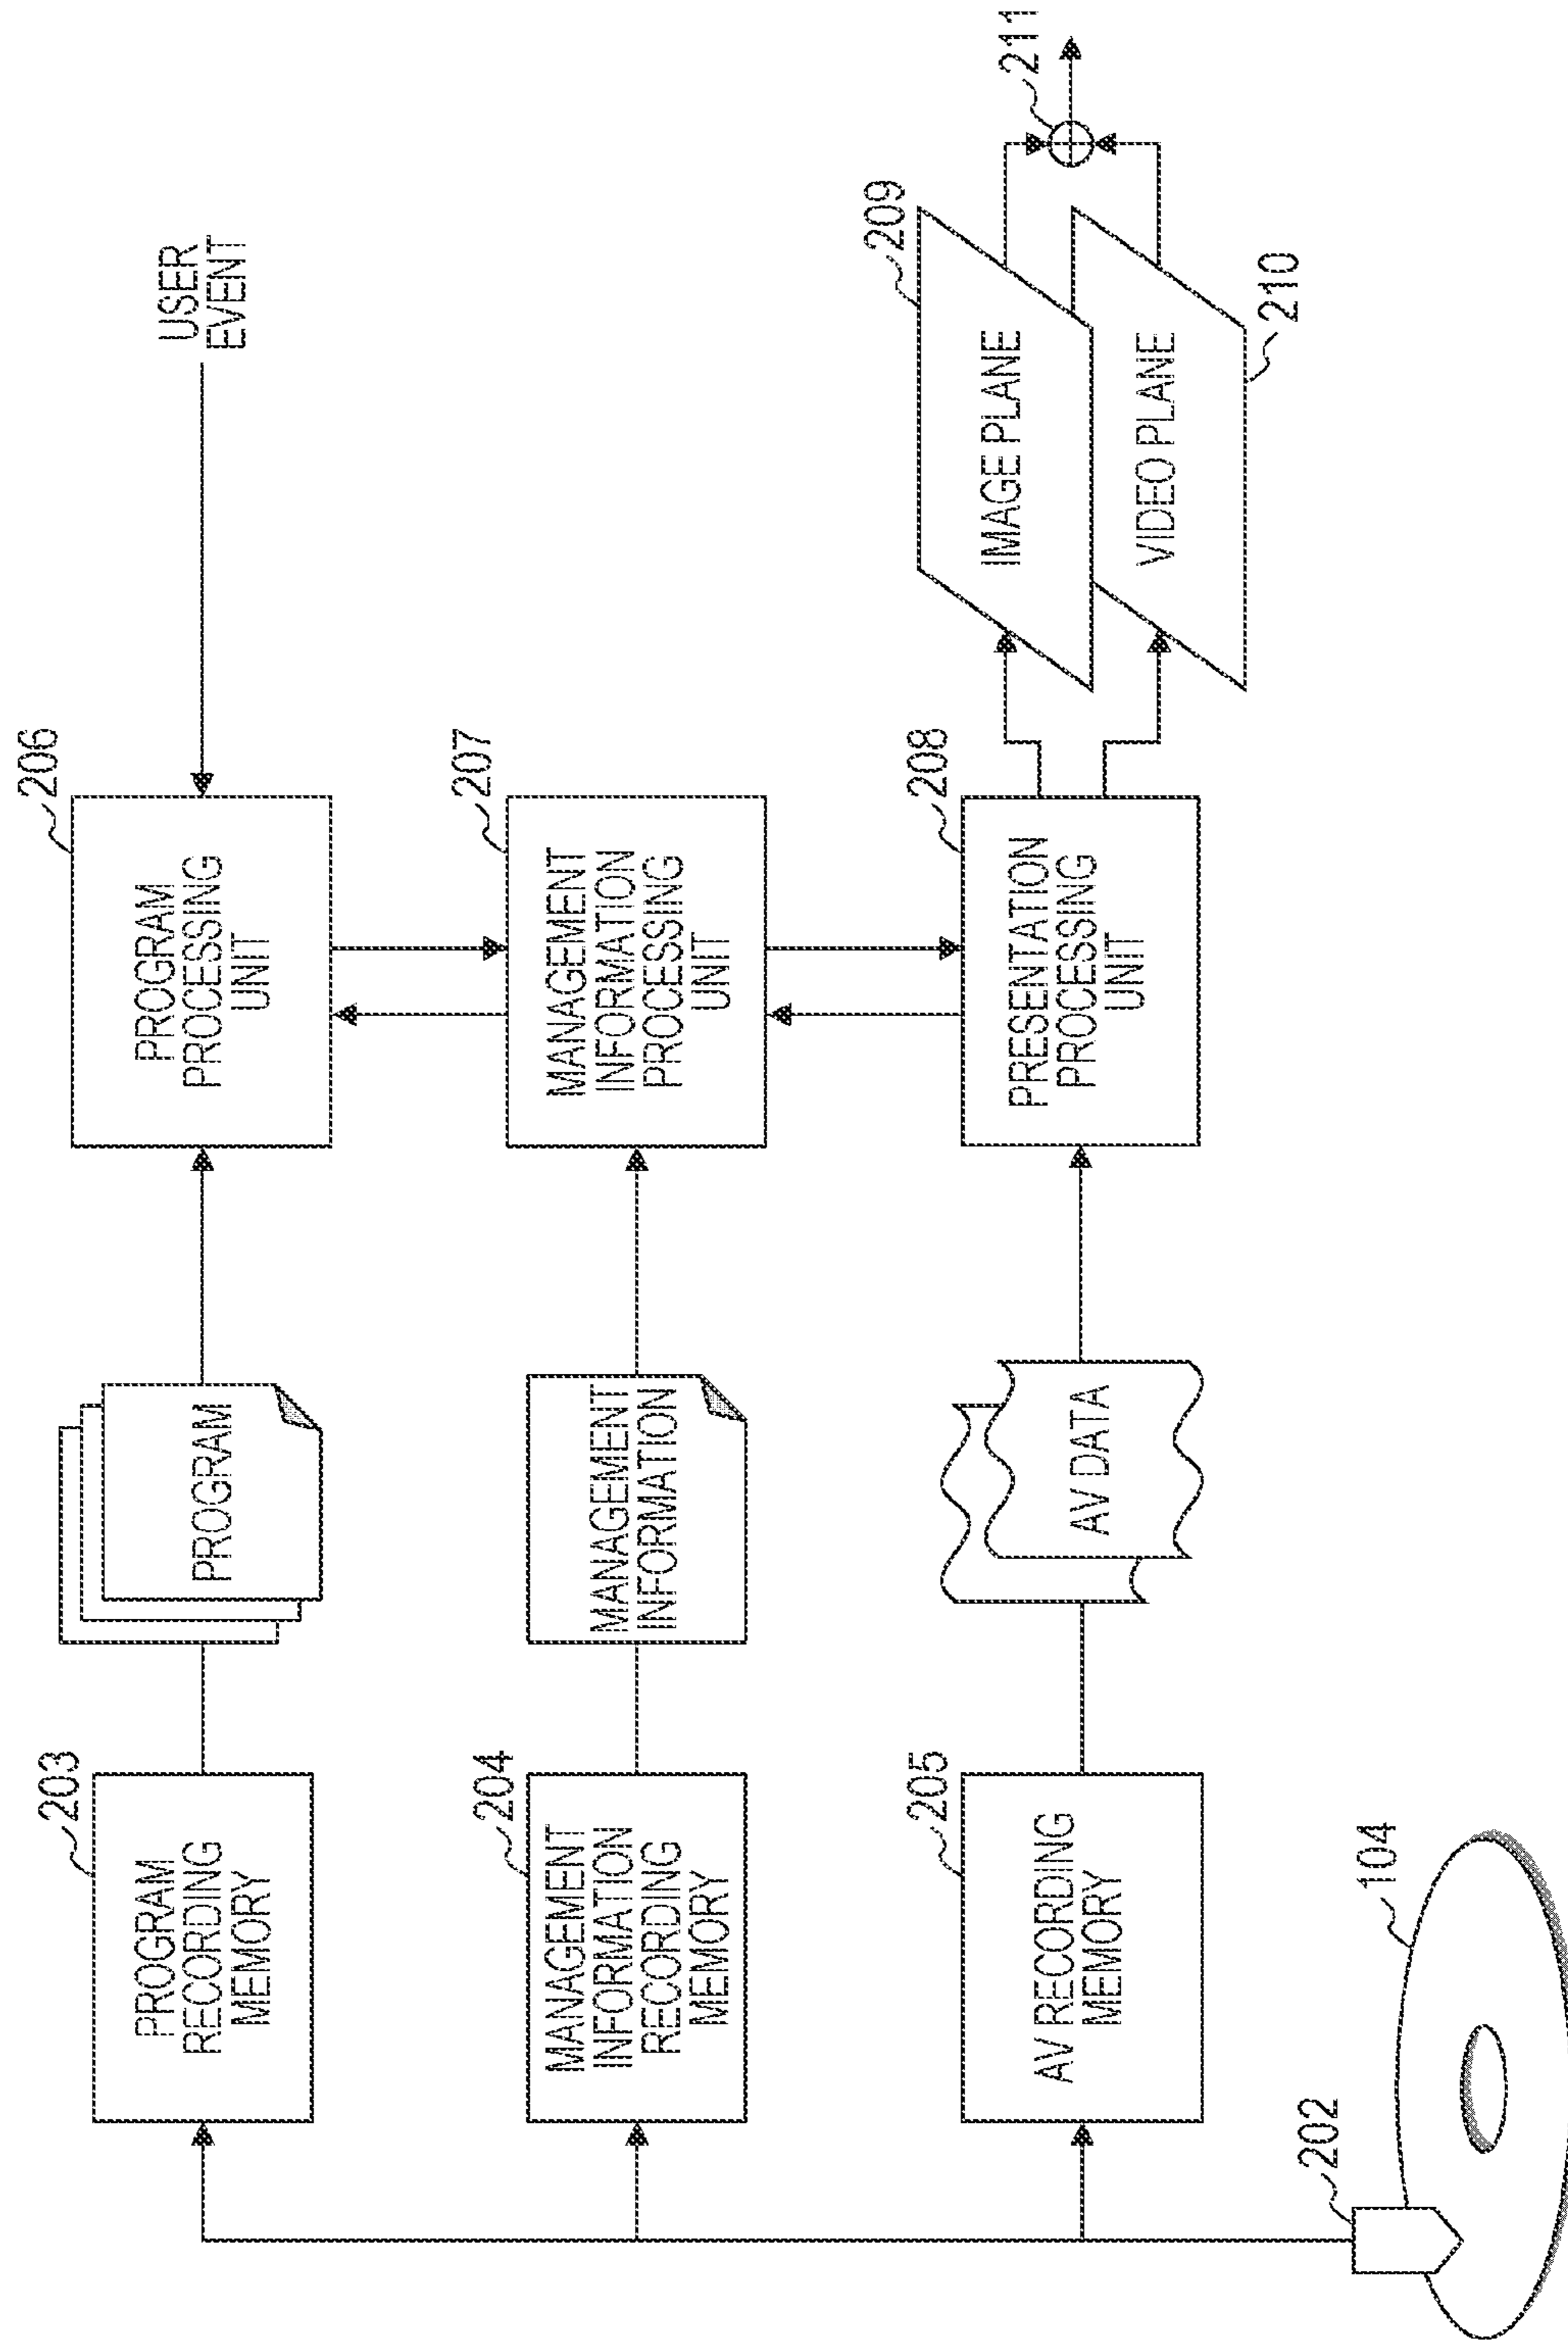 203
PROGRAM
RECORDING
MEMORY
PROGRAM
206
PROGRAM
PROCESSING
UNIT
USER
EVENT
204
MANAGEMENT
INFORMATION
RECORDING
MEMORY
MANAGEMENT
INFORMATION
207
MANAGEMENT
INFORMATION
PROCESSING
UNIT
205
AV RECORDING
MEMORY
AV DATA
208
PRESENTATION
PROCESSING
UNIT
209
IMAGE PLANE
VIDEO PLANE
210
211
202
104